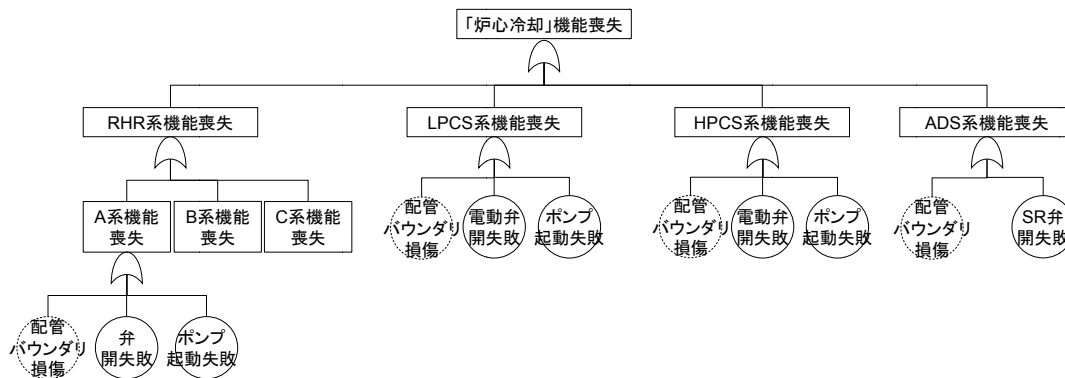 「炉心冷却」機能喪失
RHR系機能喪失
LPCS系機能喪失
HPCS系機能喪失
ADS系機能喪失
A系機能
喪失
B系機能
喪失
C系機能
喪失
配管
バウンダリ
損傷
電動弁
開失敗
ポンプ
起動失敗
配管
バウンダリ
損傷
電動弁
開失敗
ポンプ
起動失敗
配管
バウンダリ
損傷
SR弁
開失敗
配管
バウンダリ
損傷
弁
開失敗
ポンプ
起動失敗